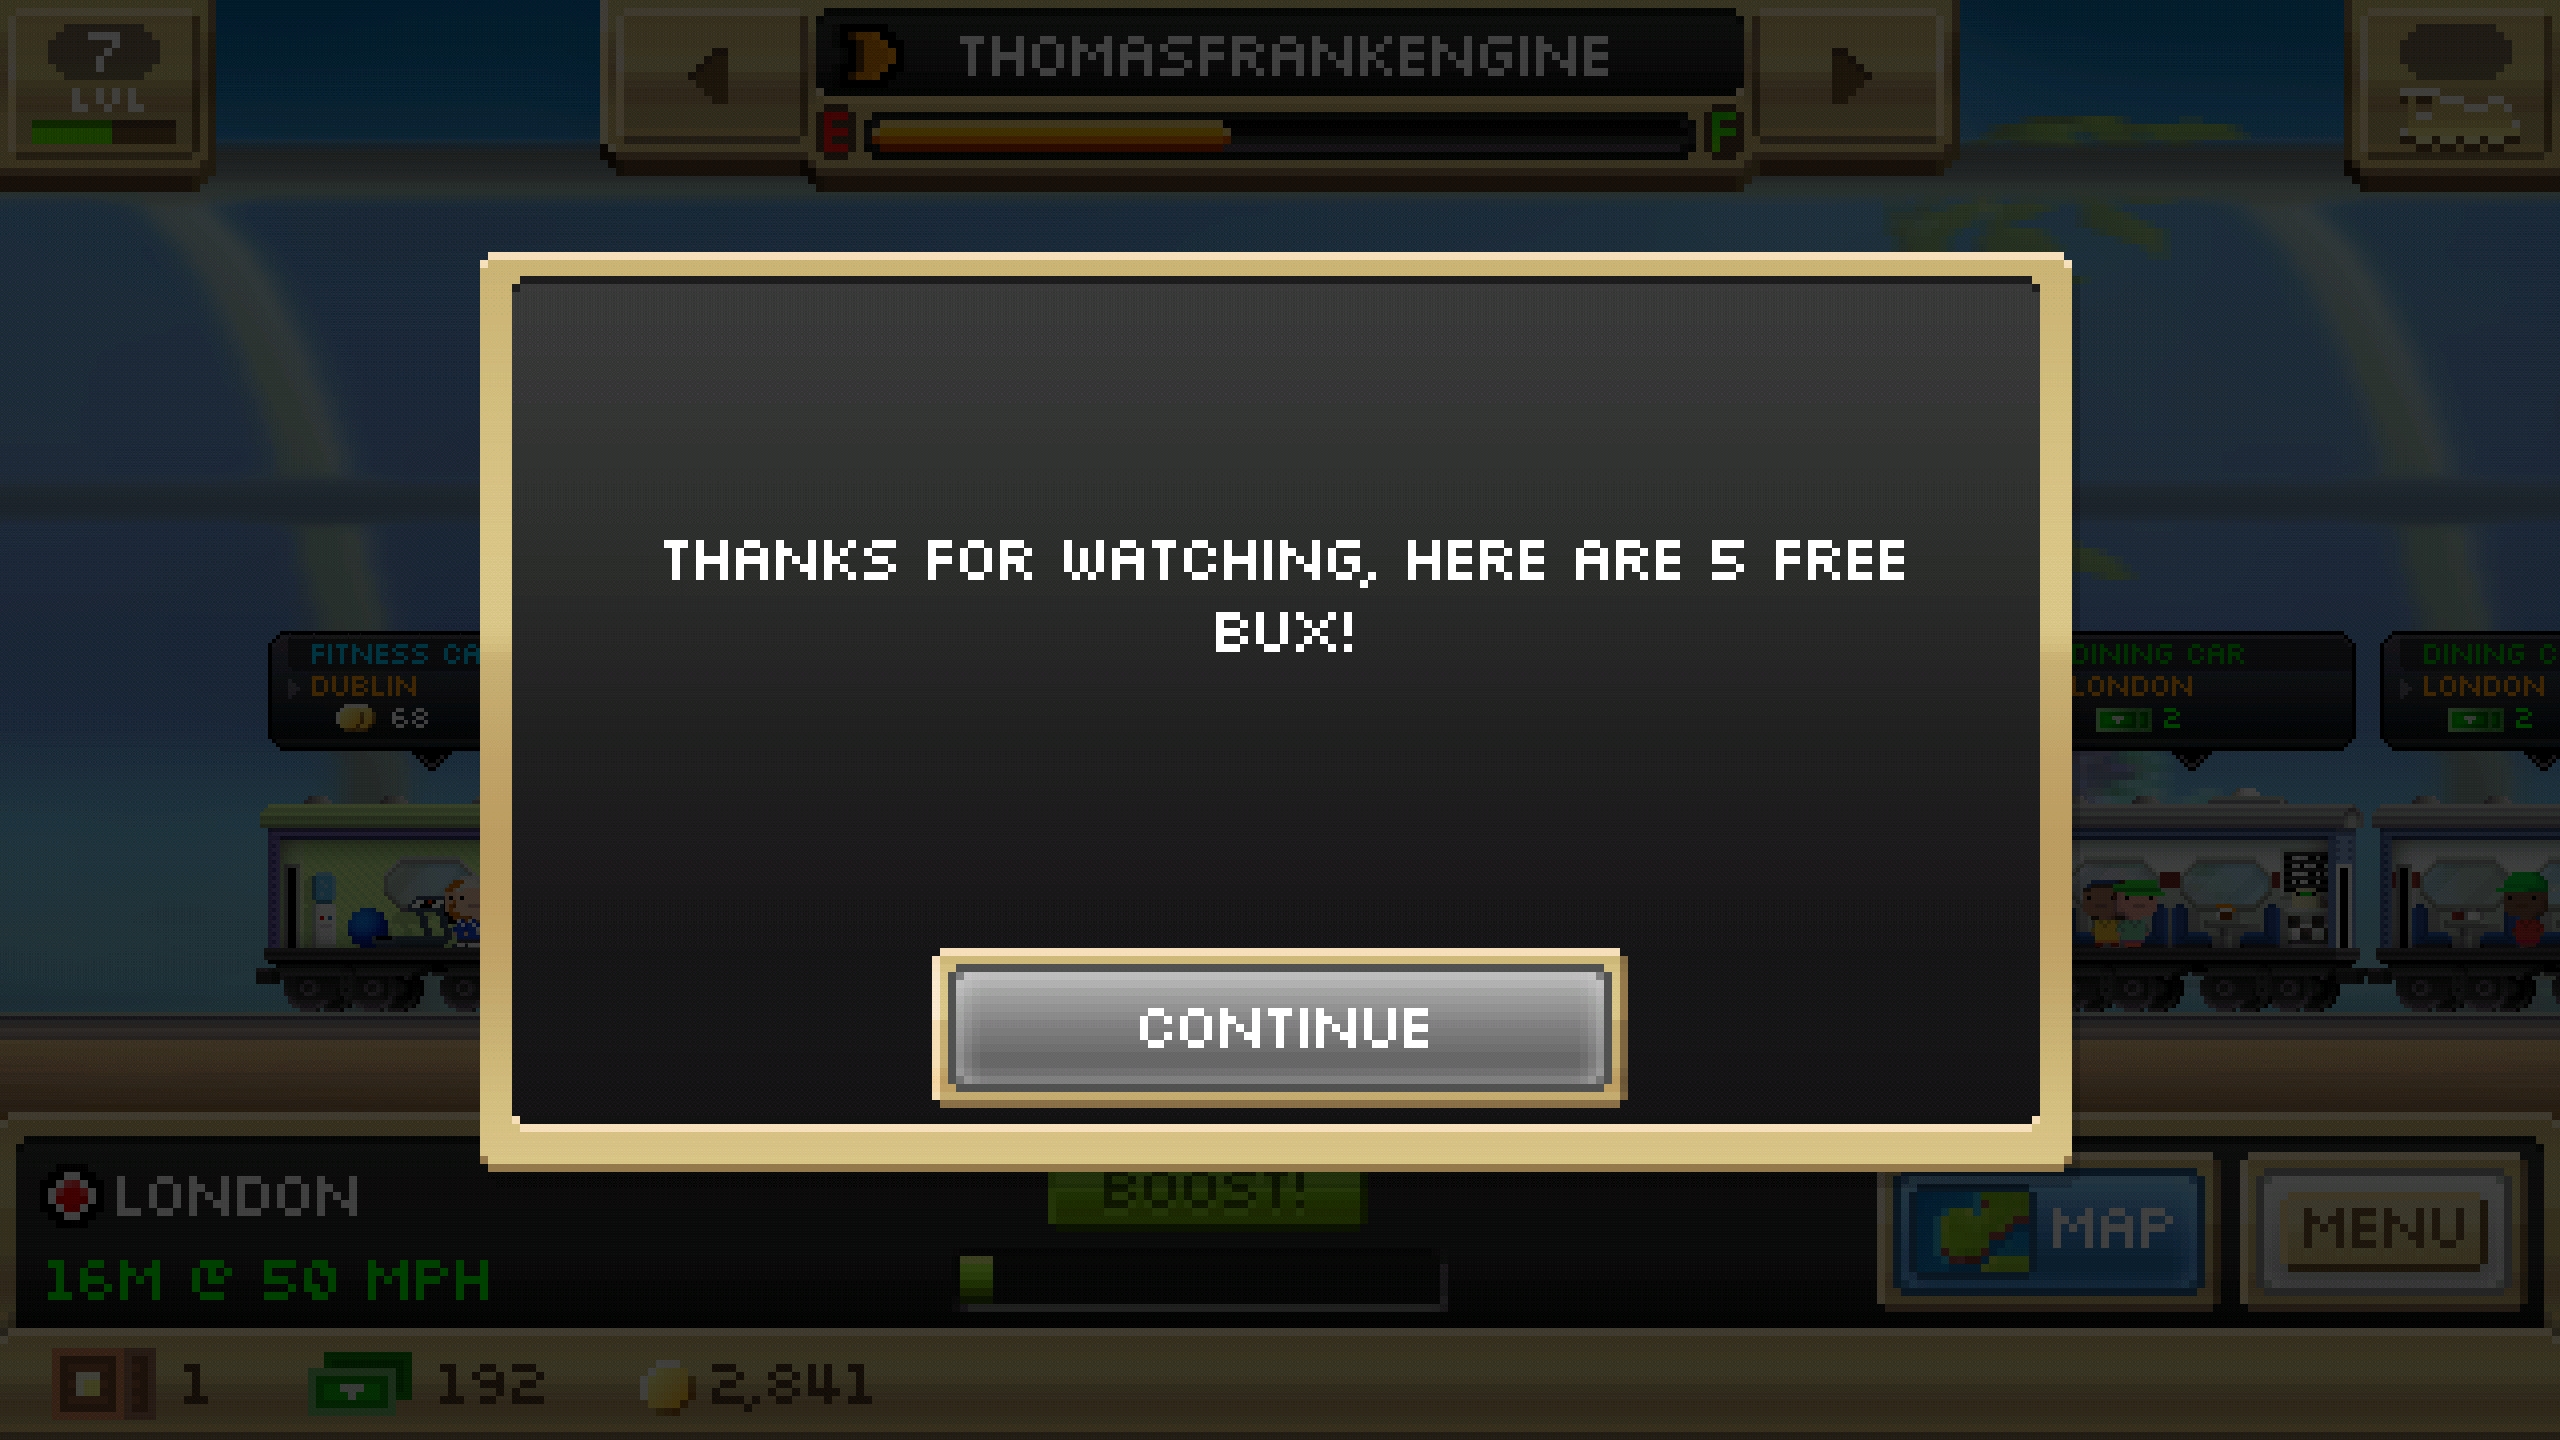 7
LVL
THOMASFRANKENGINE
E F
THANKS FOR WATCHING, HERE ARE 5 FREE
BUX!
CONTINUE
FITNESS CA
DUBLIN
68
DINING CAR
LONDON
2
DINING C
LONDON
2
LONDON
16M @ 50 MPH
BOOST!
MAP
MENU
1 192 2,841